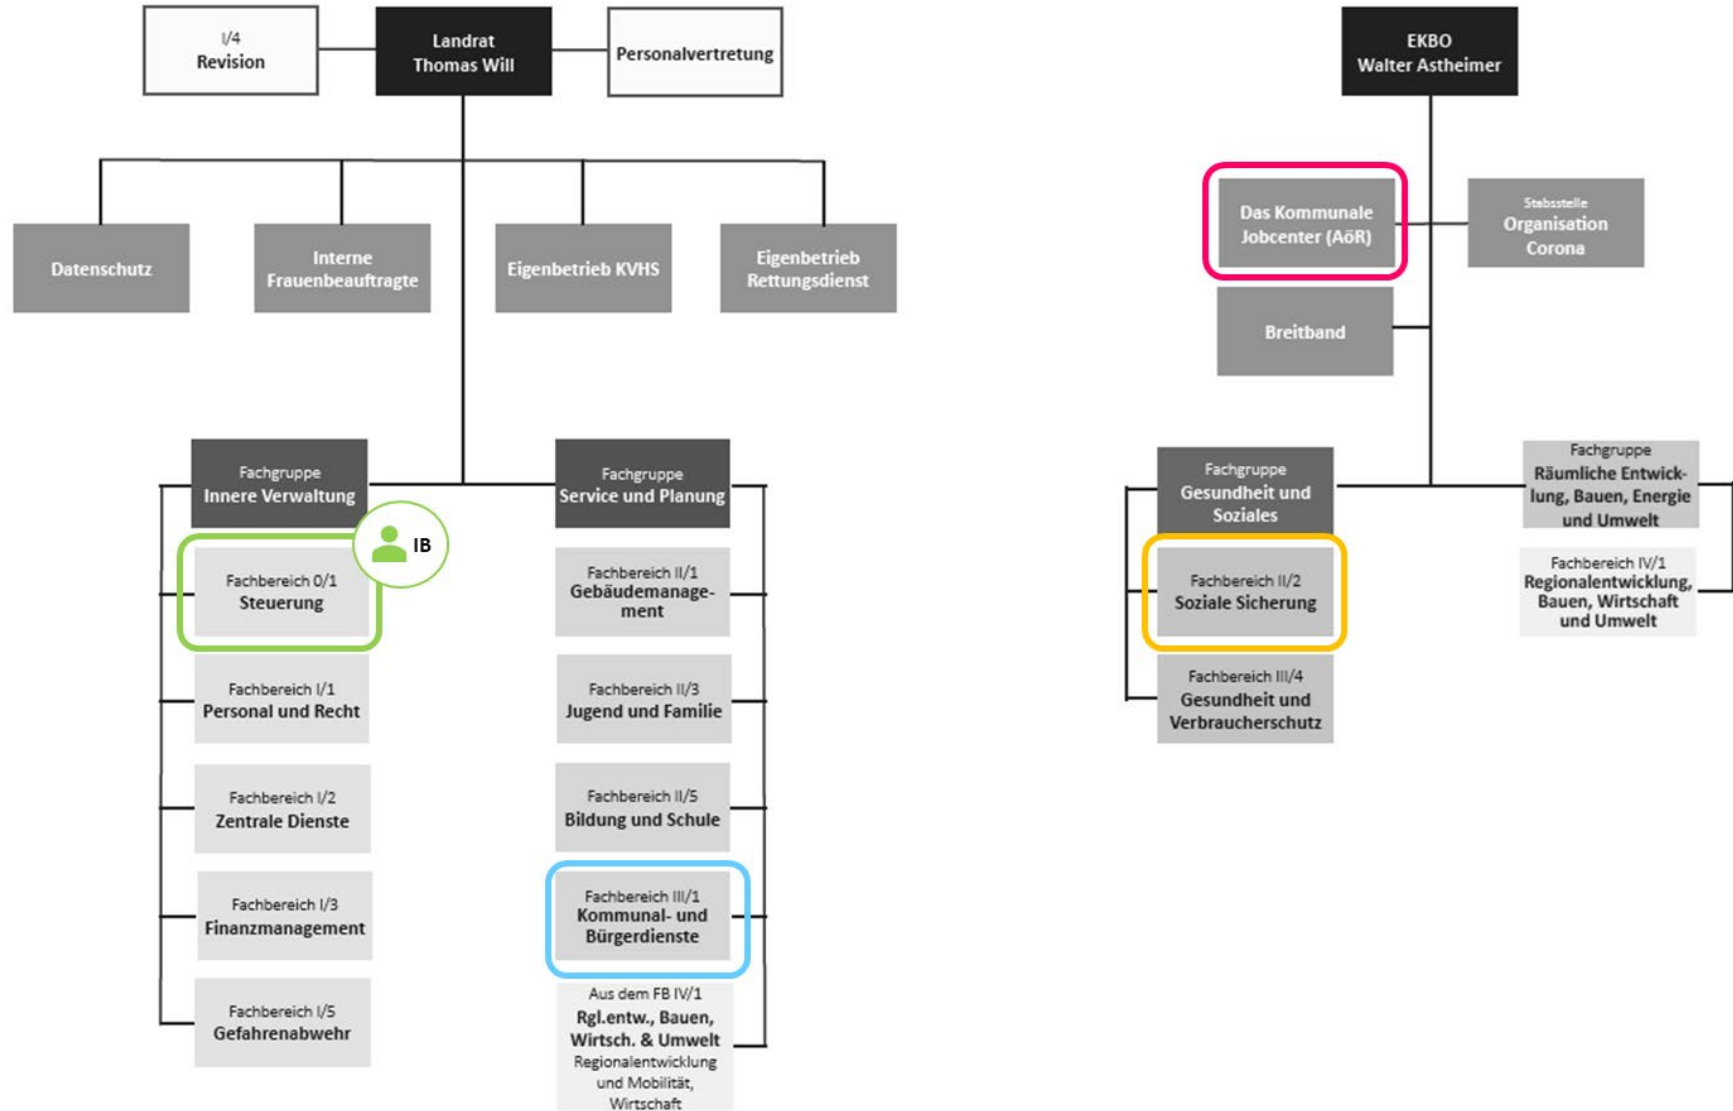 I/4
Revision
Landrat
Thomas Will
Personalvertretung
EKBO
Walter Astheimer
Datenschutz
Interne
Frauenbeauftragte
Eigenbetrieb KVHS
Eigenbetrieb
Rettungsdienst
Das Kommunale
Jobcenter (AöR)
Stabsstelle
Organisation
Corona
Breitband
Fachgruppe
Innere Verwaltung
IB
Fachbereich 0/1
Steuerung
Fachbereich I/1
Personal und Recht
Fachbereich I/2
Zentrale Dienste
Fachbereich I/3
Finanzmanagement
Fachbereich I/5
Gefahrenabwehr
Fachgruppe
Service und Planung
Fachbereich II/1
Gebäudemanage-
ment
Fachbereich II/3
Jugend und Familie
Fachbereich II/5
Bildung und Schule
Fachbereich III/1
Kommunal- und
Bürgerdienste
Aus dem FB IV/1
Rgl.entw., Bauen,
Wirtsch. & Umwelt
Regionalentwicklung
und Mobilität,
Wirtschaft
Fachgruppe
Gesundheit und
Soziales
Fachbereich II/2
Soziale Sicherung
Fachbereich III/4
Gesundheit und
Verbraucherschutz
Fachgruppe
Räumliche Entwick-
lung, Bauen, Energie
und Umwelt
Fachbereich IV/1
Regionalentwicklung,
Bauen, Wirtschaft
und Umwelt